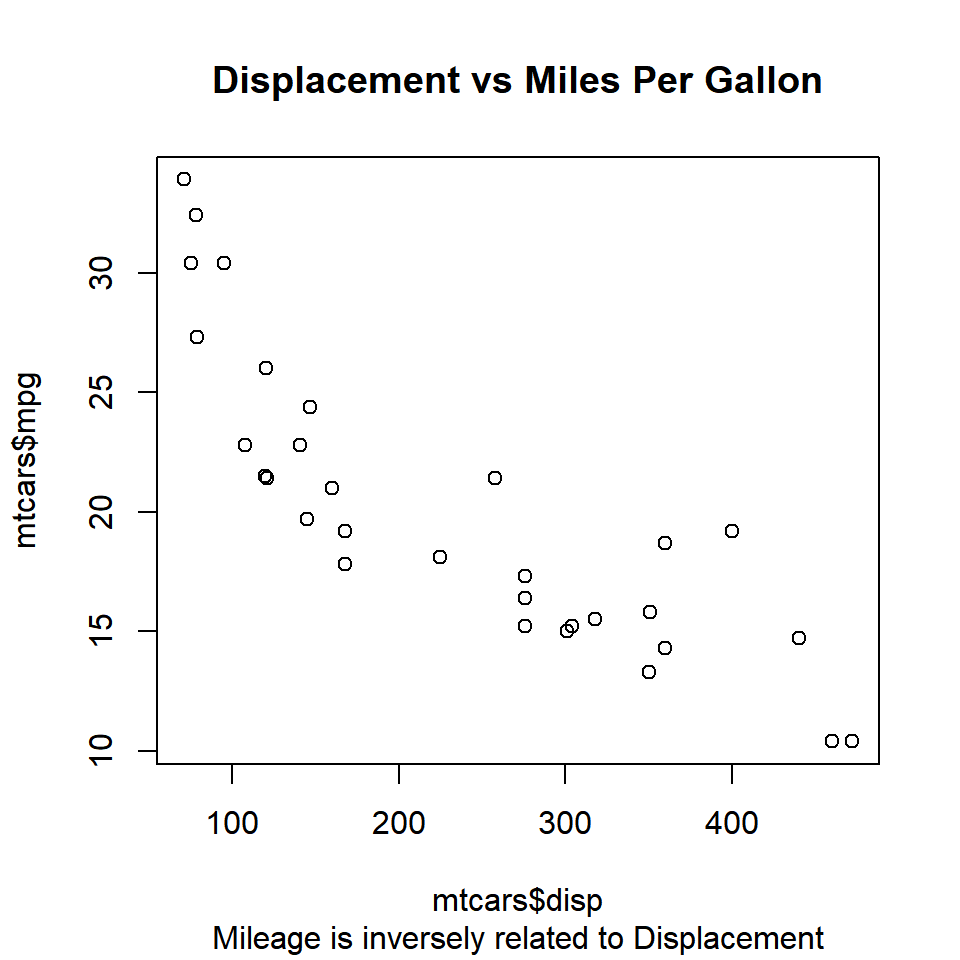 Displacement vs Miles Per Gallon
mtcars$mpg
30
25
20
15
10
100 200 300 400
mtcars$disp
Mileage is inversely related to Displacement